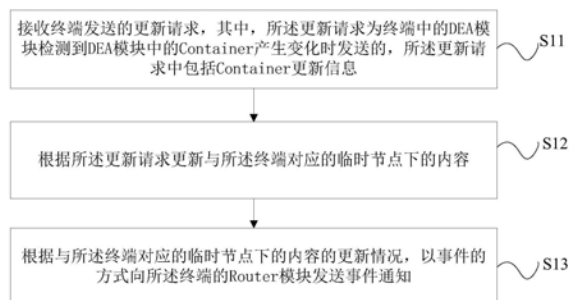 接收终端发送的更新请求，其中，所述更新请求为终端中的DEA模
块检测到DEA模块中的Container产生变化时发送的，所述更新请
求中包括Container更新信息
S11
根据所述更新请求更新与所述终端对应的临时节点下的内容
S12
根据与所述终端对应的临时节点下的内容的更新情况，以事件的
方式向所述终端的Router模块发送事件通知
S13